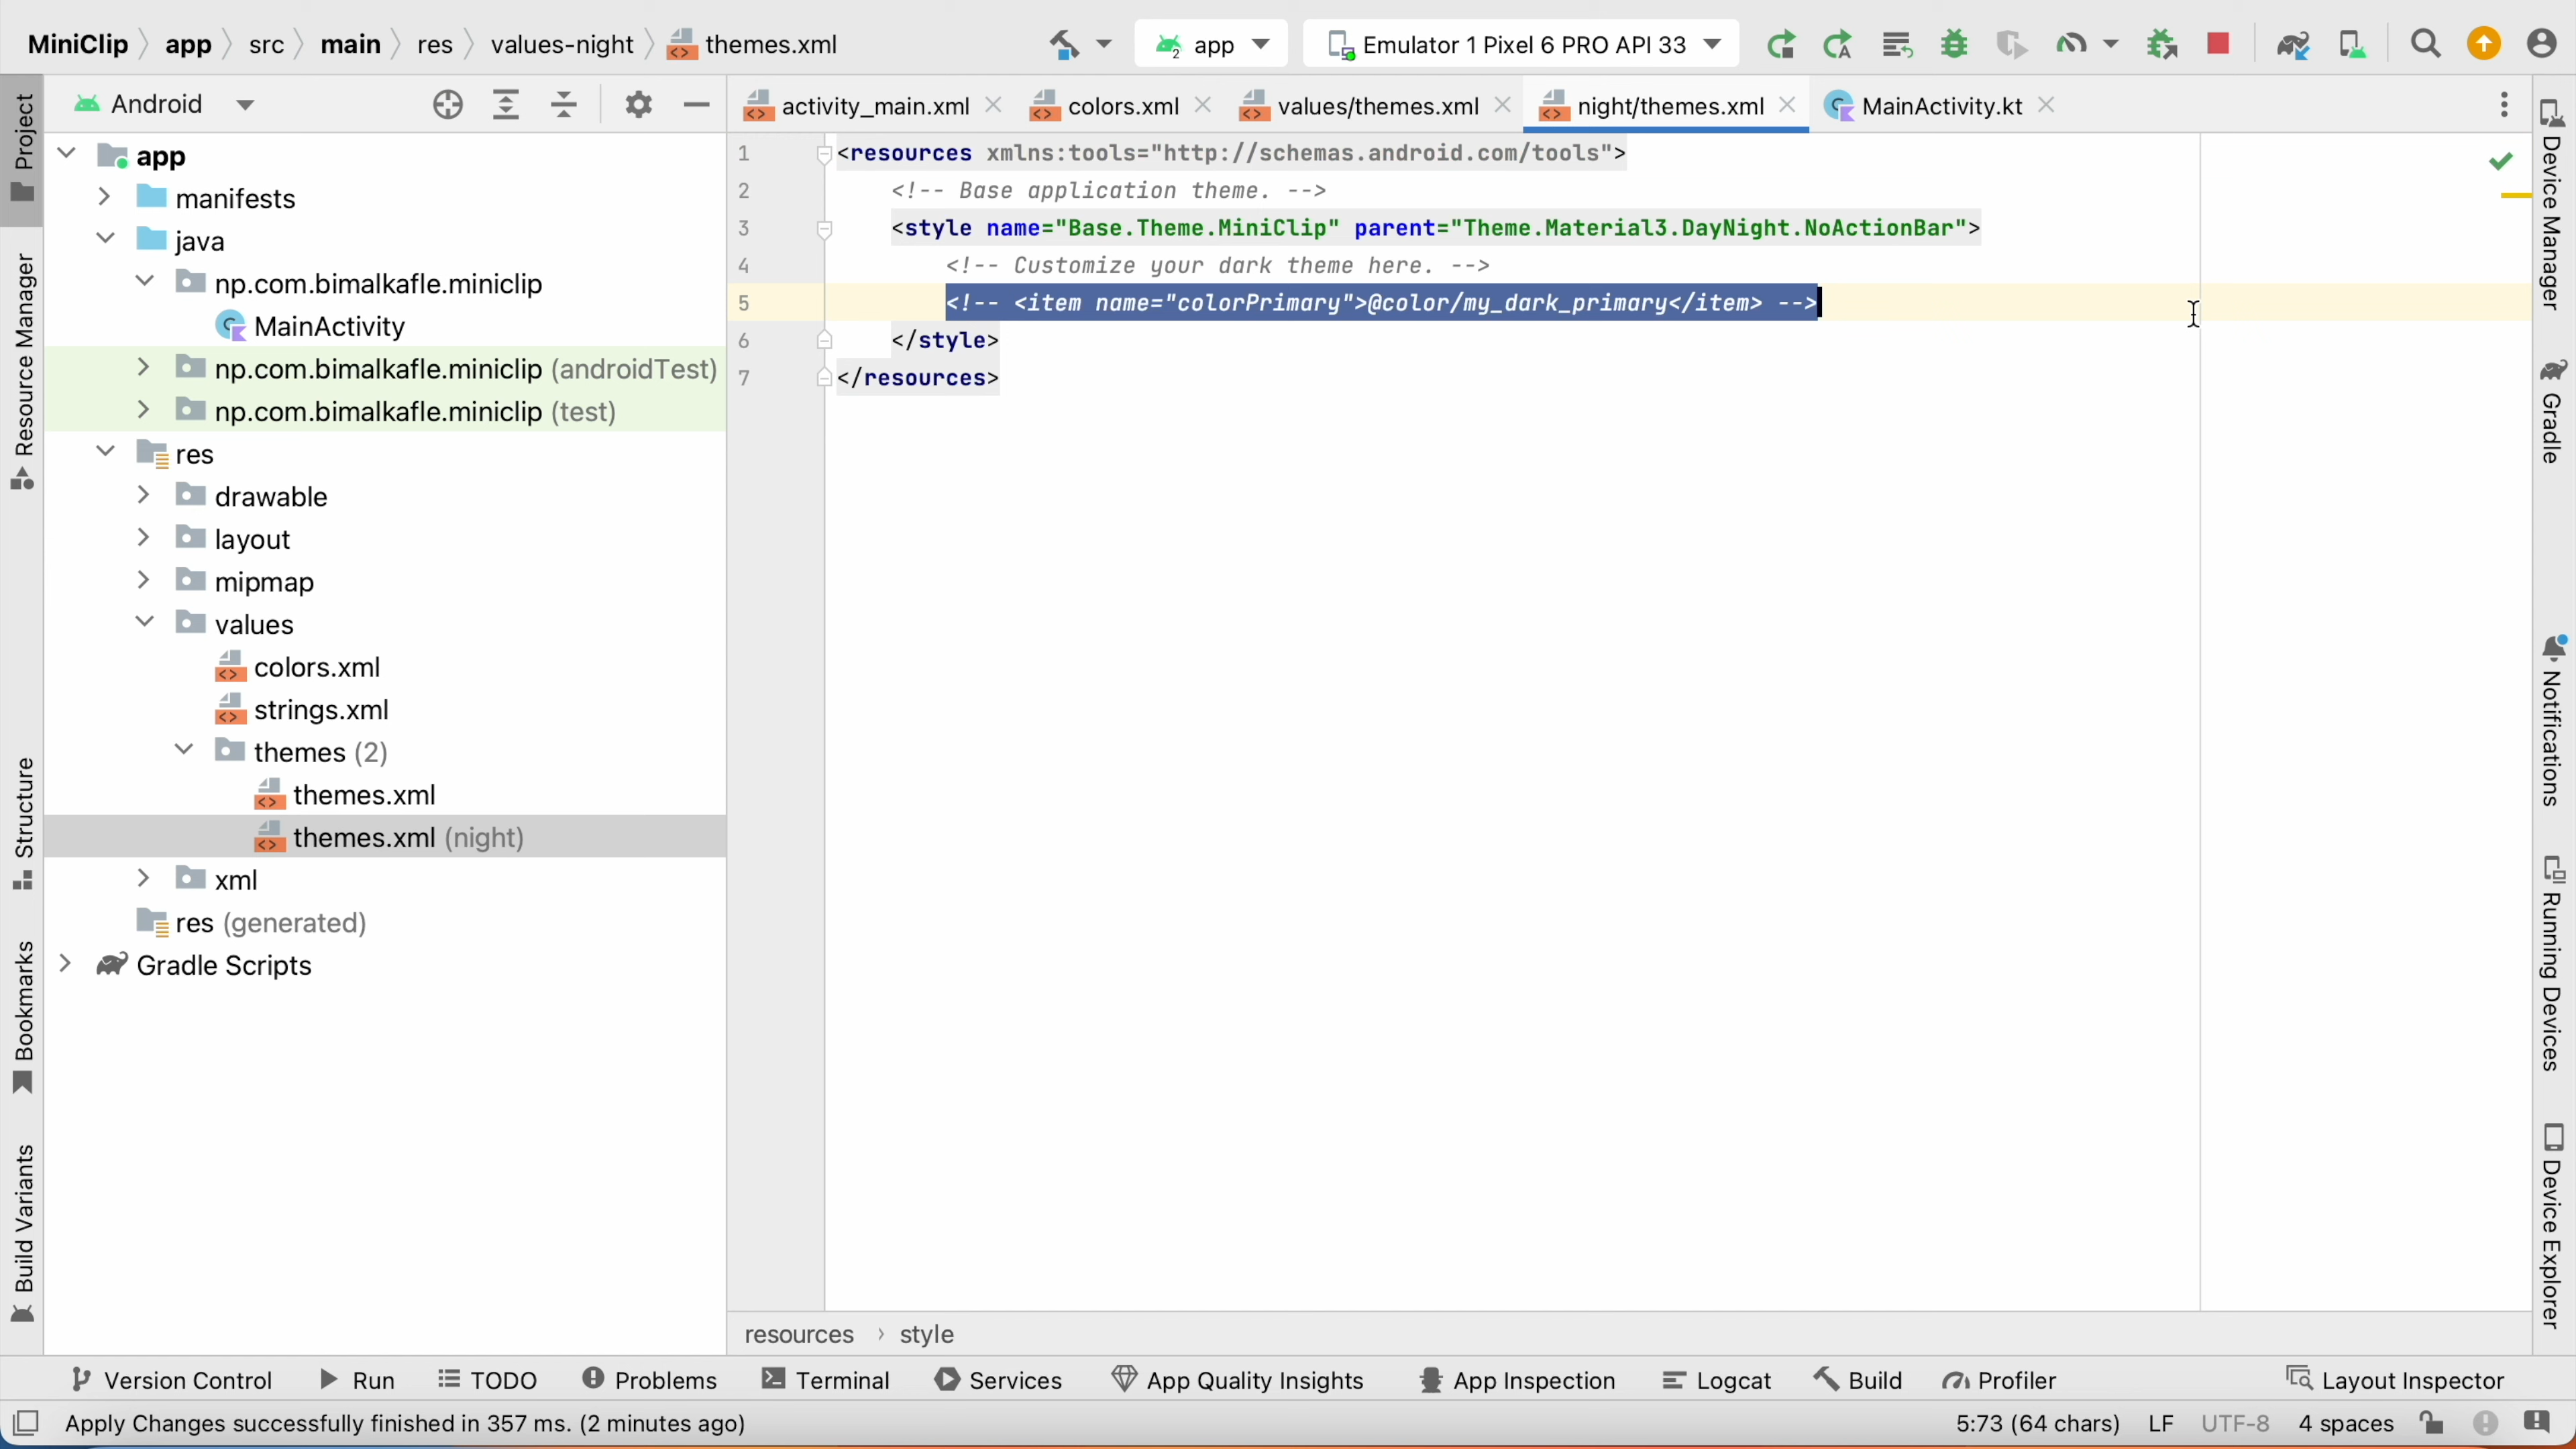 MiniClip app src main res values-night themes.xml
app
Emulator 1 Pixel 6 PRO API 33
Android
activity_main.xml
colors.xml
values/themes.xml
night/themes.xml
MainActivity.kt
Project
Resource Manager
Structure
Bookmarks
Build Variants
app
manifests
java
np.com.bimalkafle.miniclip
MainActivity
np.com.bimalkafle.miniclip (androidTest)
np.com.bimalkafle.miniclip (test)
res
drawable
layout
mipmap
values
colors.xml
strings.xml
themes (2)
themes.xml
themes.xml (night)
xml
res (generated)
Gradle Scripts
1 <resources xmlns:tools="http://schemas.android.com/tools">
2 <!-- Base application theme. -->
3 <style name="Base.Theme.MiniClip" parent="Theme.Material3.DayNight.NoActionBar">
4 <!-- Customize your dark theme here. -->
5 <!-- <item name="colorPrimary">@color/my_dark_primary</item> -->
6 </style>
7 </resources>
Device Manager
Gradle
Notifications
Running Devices
Device Explorer
resources › style
Version Control
Run
TODO
Problems
Terminal
Services
App Quality Insights
App Inspection
Logcat
Build
Profiler
Layout Inspector
Apply Changes successfully finished in 357 ms. (2 minutes ago)
5:73 (64 chars)
LF
UTF-8
4 spaces